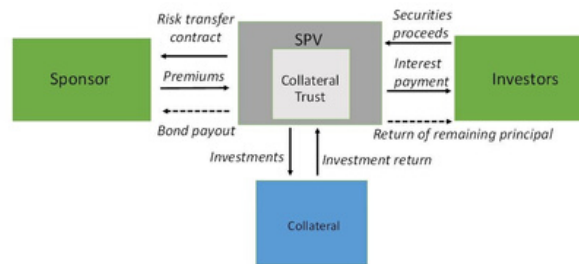 Risk transfer
contract
Securities
proceeds
SPV
Sponsor
Premiums
Collateral
Trust
Interest
payment
Investors
Bond payout
Return of remaining principal
Investments
Investment return
Collateral